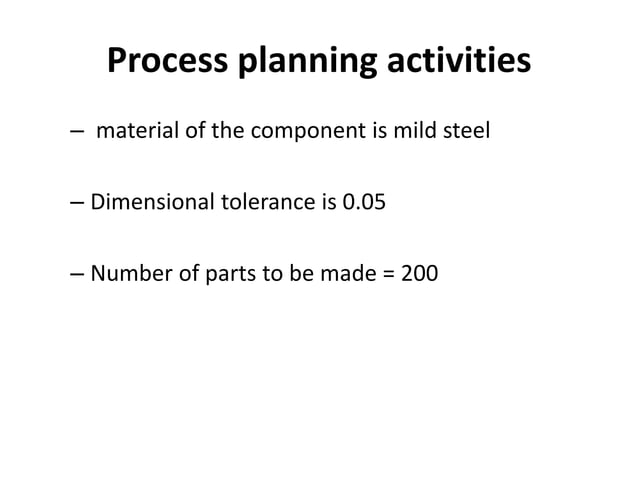 Process planning activities
– material of the component is mild steel
– Dimensional tolerance is 0.05
– Number of parts to be made = 200